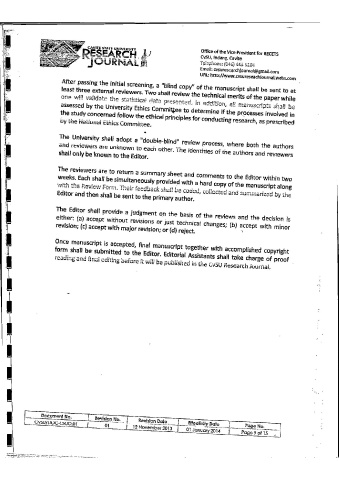 CAVITE STATE UNIVERSITY
RESEARCH
JOURNAL
Office of the Vice President for RECETS
CvSU, Indang, Cavite
Telephone: (046)
Email: cvsuresearchjournal@gmail.com
URL: http://www.cvsuresearchjournal.webs.com
After passing the initial screening, a "blind copy" of the manuscript shall be sent to at
least three external reviewers. Two shall review the technical merits of the paper while
one will validate the statistical data presented. In addition, all manuscripts shall be
assessed by the University Ethics Committee to determine if the processes involved in
the study concerned follow the ethical principles for conducting research, as prescribed
by the National Ethics Committee.
The University shall adopt a "double-blind" review process, where both the authors
and reviewers are unknown to each other. The identities of the authors and reviewers
shall only be known to the Editor.
The reviewers are to return a summary sheet and comments to the Editor within two
weeks. Each shall be simultaneously provided with a hard copy of the manuscript along
with the Review Form. Their feedback shall be coded, collected and summarized by the
Editor and then shall be sent to the primary author.
The Editor shall provide a judgment on the basis of the reviews and the decision is
either: (a) accept without revisions or just technical changes; (b) accept with minor
revision; (c) accept with major revision; or (d) reject.
Once manuscript is accepted, final manuscript together with accomplished copyright
form shall be submitted to the Editor. Editorial Assistants shall take charge of proof
reading and final editing before it will be published in the CvSU Research Journal.
Document No. Revision No. Revision Date Effectivity Date Page No.
01 12 November 2013 01 January 2014 Page 9 of 15